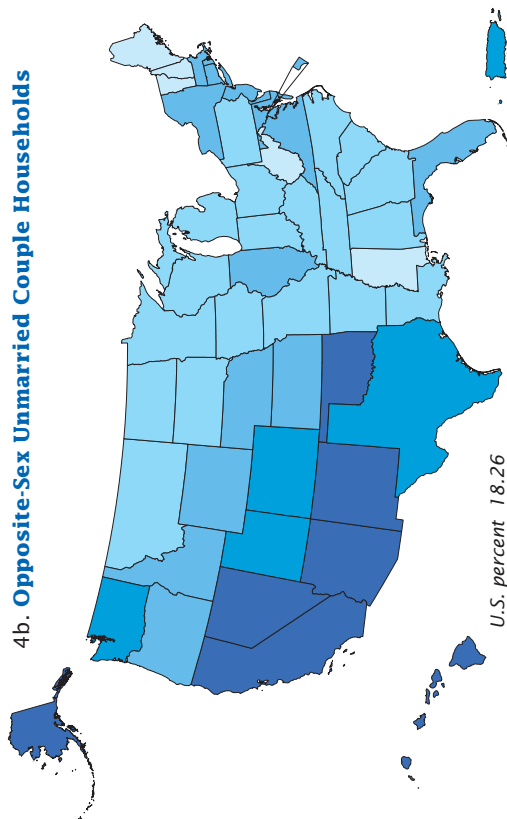 4b. Opposite-Sex Unmarried Couple Households
U.S. percent 18.26